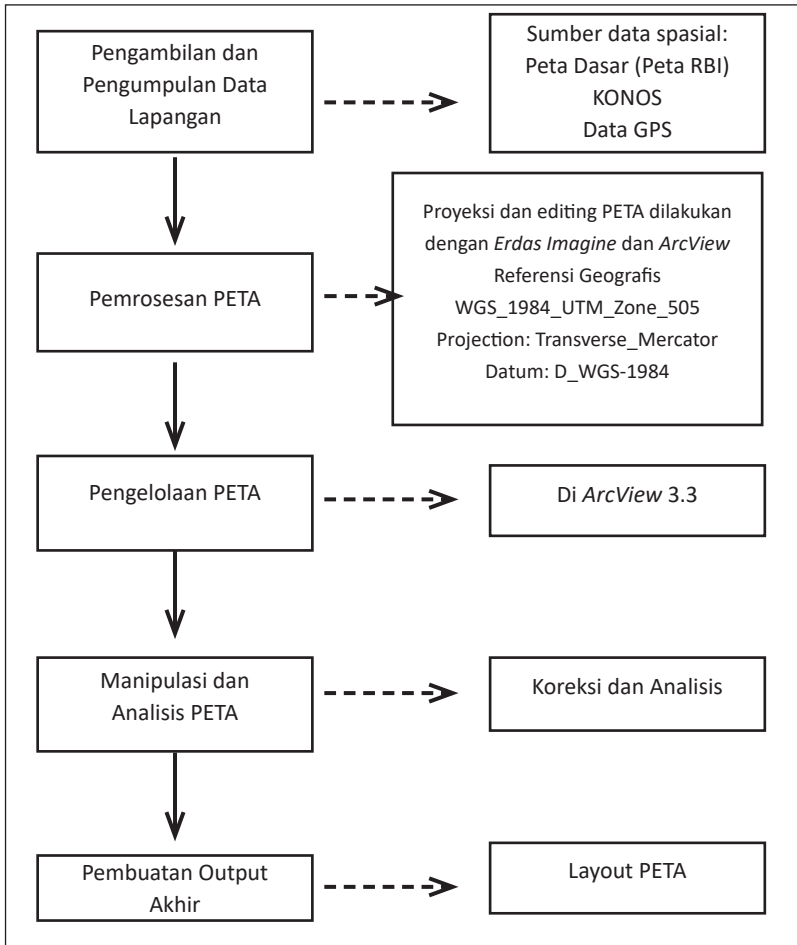 Pengambilan dan
Pengumpulan Data
Lapangan
Sumber data spasial:
Peta Dasar (Peta RBI)
KONOS
Data GPS
Pemrosesan PETA
Proyeksi dan editing PETA dilakukan
dengan Erdas Imagine dan ArcView
Referensi Geografis
WGS_1984_UTM_Zone_505
Projection: Transverse_Mercator
Datum: D_WGS-1984
Pengelolaan PETA
Di ArcView 3.3
Manipulasi dan
Analisis PETA
Koreksi dan Analisis
Pembuatan Output
Akhir
Layout PETA